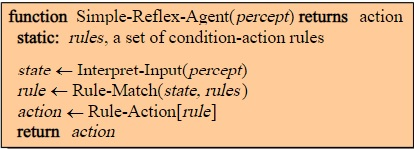 function Simple-Reflex-Agent(percept) returns action
static: rules, a set of condition-action rules
state ← Interpret-Input(percept)
rule ← Rule-Match(state, rules)
action ← Rule-Action[rule]
return action